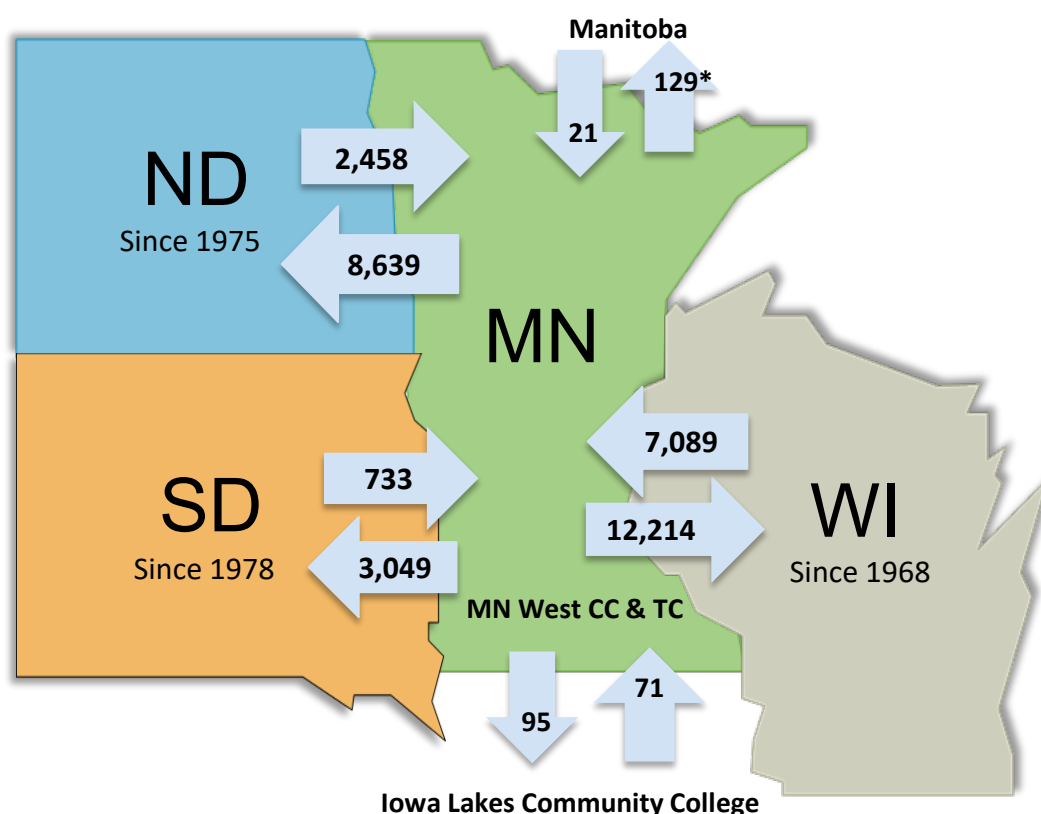 Manitoba
129*
21
2,458
ND
Since 1975
8,639
MN
7,089
733
SD
WI
12,214
Since 1978
3,049
Since 1968
MN West CC & TC
71
95
Iowa Lakes Community College